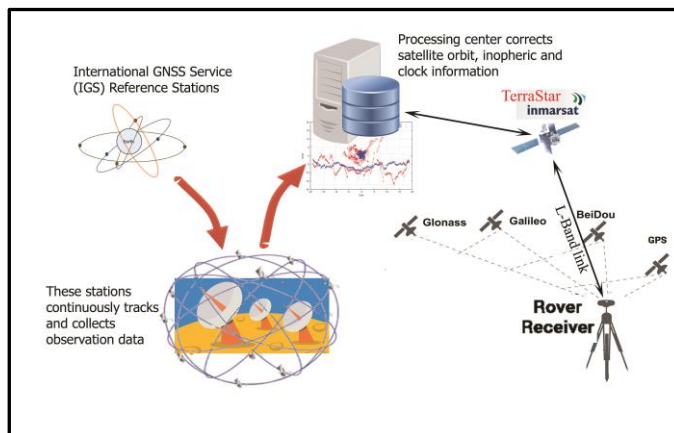 International GNSS Service
(IGS) Reference Stations
Processing center corrects
satellite orbit, inopheric and
clock information
TerraStar
inmarsat
Glonass
Galileo
BeiDou
GPS
L-Band link
These stations
continuously tracks
and collects
observation data
Rover
Receiver